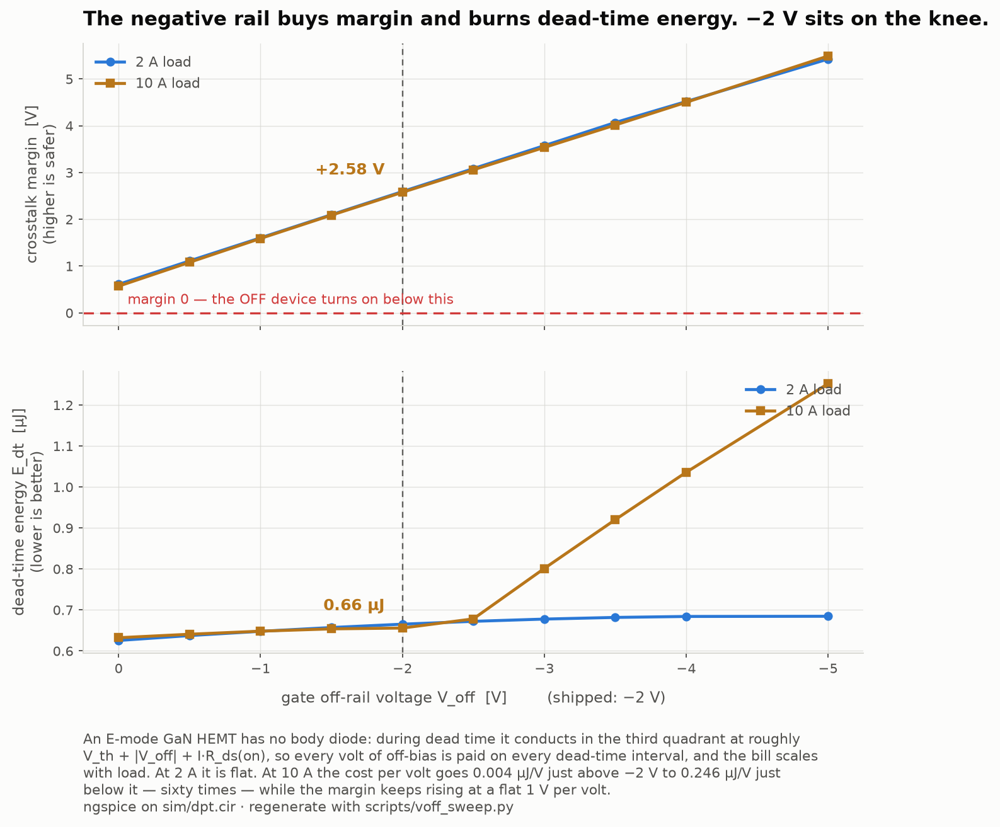 The negative rail buys margin and burns dead-time energy. −2 V sits on the knee.
2 A load
10 A load
crosstalk margin [V]
(higher is safer)
5
4
3
2
1
0
+2.58 V
margin 0 — the OFF device turns on below this
2 A load
10 A load
dead-time energy E_dt [µJ]
(lower is better)
1.2
1.1
1.0
0.9
0.8
0.7
0.6
0.66 µJ
0 −1 −2 −3 −4 −5
gate off-rail voltage V_off [V] (shipped: −2 V)
An E-mode GaN HEMT has no body diode: during dead time it conducts in the third quadrant at roughly
V_th + |V_off| + I·R_ds(on), so every volt of off-bias is paid on every dead-time interval, and the bill scales
with load. At 2 A it is flat. At 10 A the cost per volt goes 0.004 µJ/V just above −2 V to 0.246 µJ/V just
below it — sixty times — while the margin keeps rising at a flat 1 V per volt.
ngspice on sim/dpt.cir · regenerate with scripts/voff_sweep.py